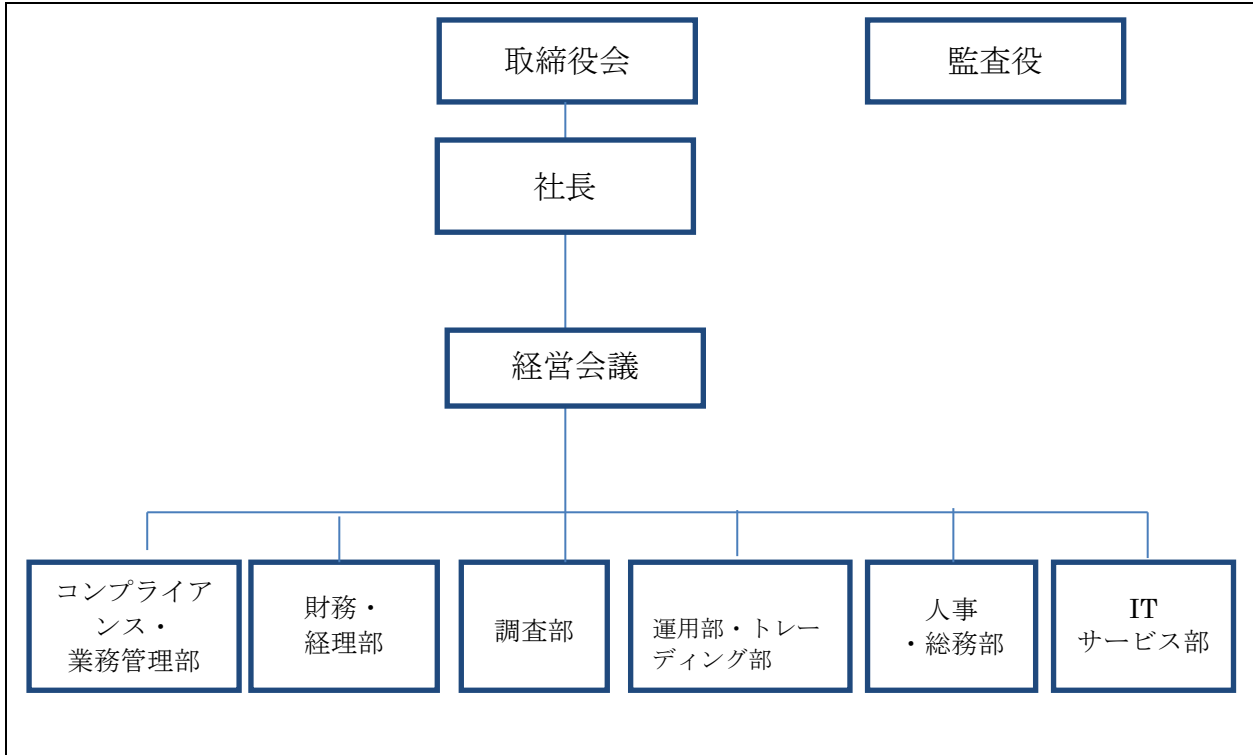 取締役会
監査役
社長
経営会議
コンプライア
ンス・
業務管理部
財務・
経理部
調査部
運用部・トレー
ディング部
人事
・総務部
IT
サービス部